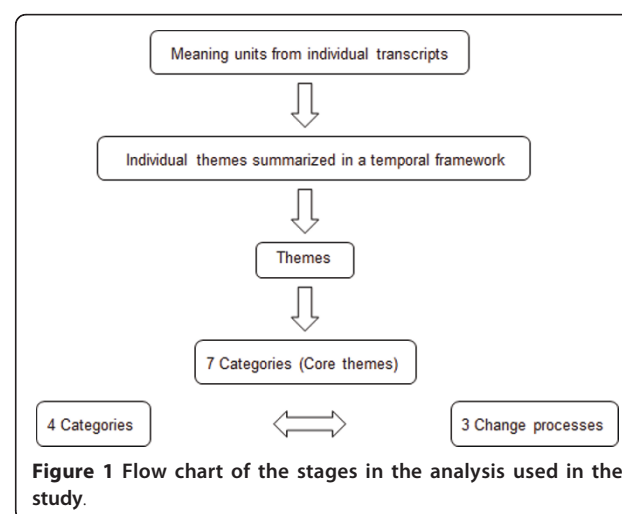 Meaning units from individual transcripts
Individual themes summarized in a temporal framework
Themes
7 Categories (Core themes)
4 Categories
3 Change processes
Figure 1 Flow chart of the stages in the analysis used in the
study.